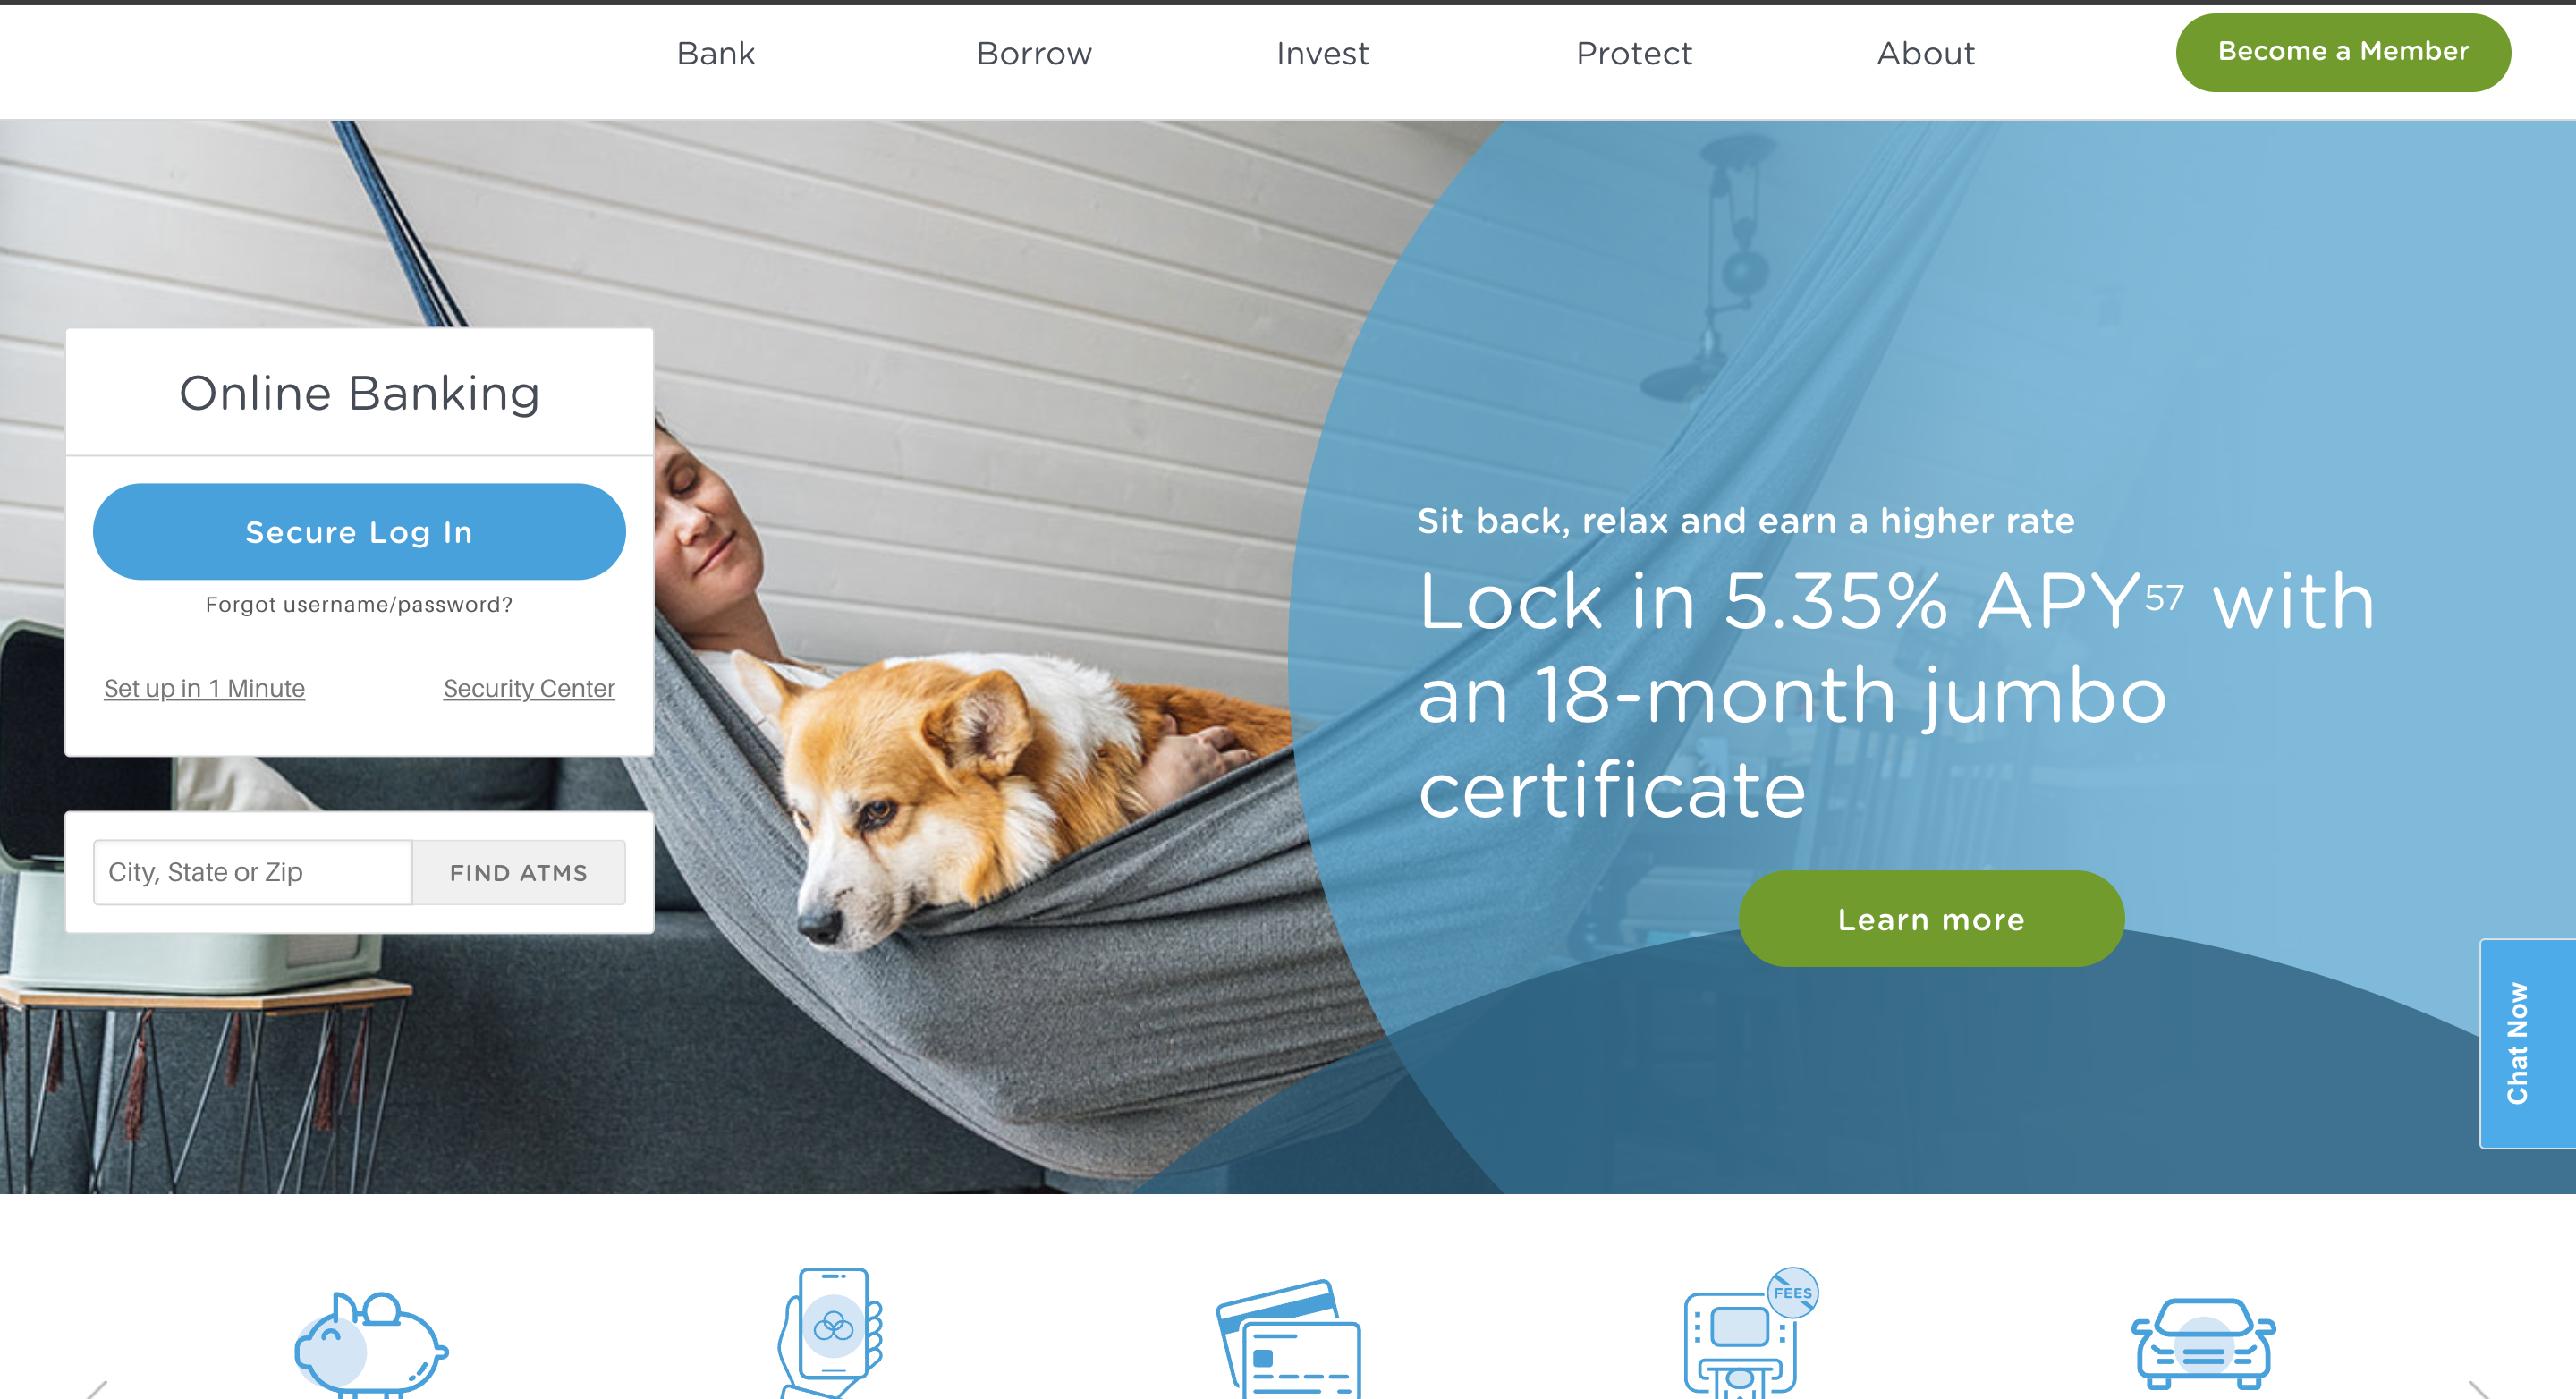 Bank
Borrow
Invest
Protect
About
Become a Member
Online Banking
Secure Log In
Forgot username/password?
Set up in 1 Minute
Security Center
City, State or Zip
FIND ATMS
Sit back, relax and earn a higher rate
Lock in 5.35% APY57 with
an 18-month jumbo
certificate
Learn more
Chat Now
FEES